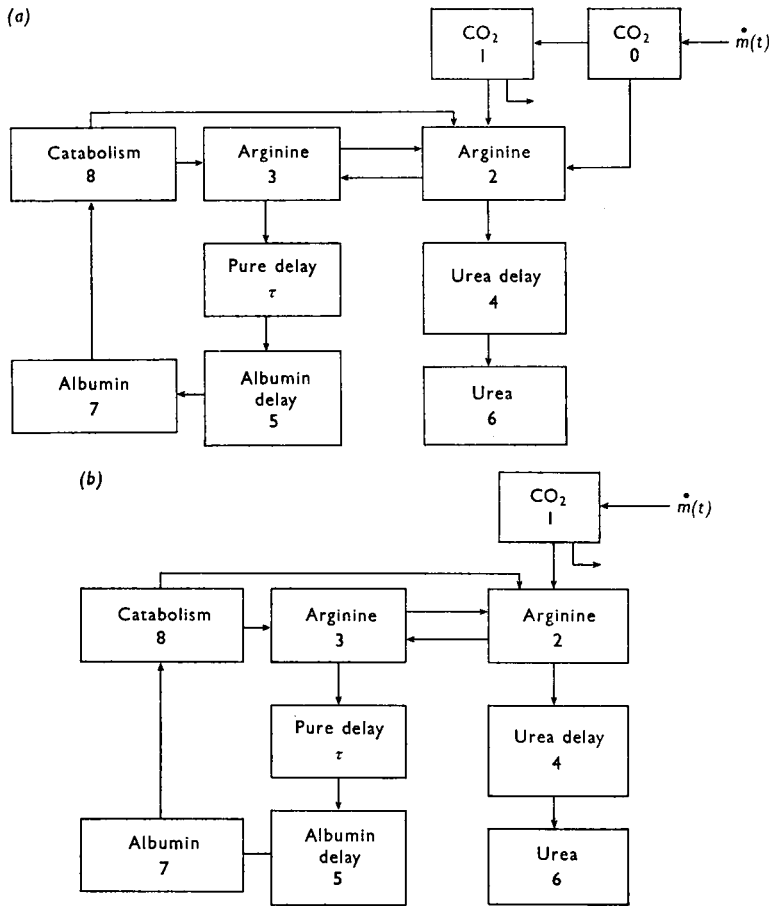 (a)
CO₂
1
CO₂
0
ṁ(t)
Catabolism
8
Arginine
3
Arginine
2
Pure delay
τ
Urea delay
4
Albumin
7
Albumin
delay
5
Urea
6
(b)
CO₂
1
ṁ(t)
Catabolism
8
Arginine
3
Arginine
2
Pure delay
τ
Urea delay
4
Albumin
7
Albumin
delay
5
Urea
6